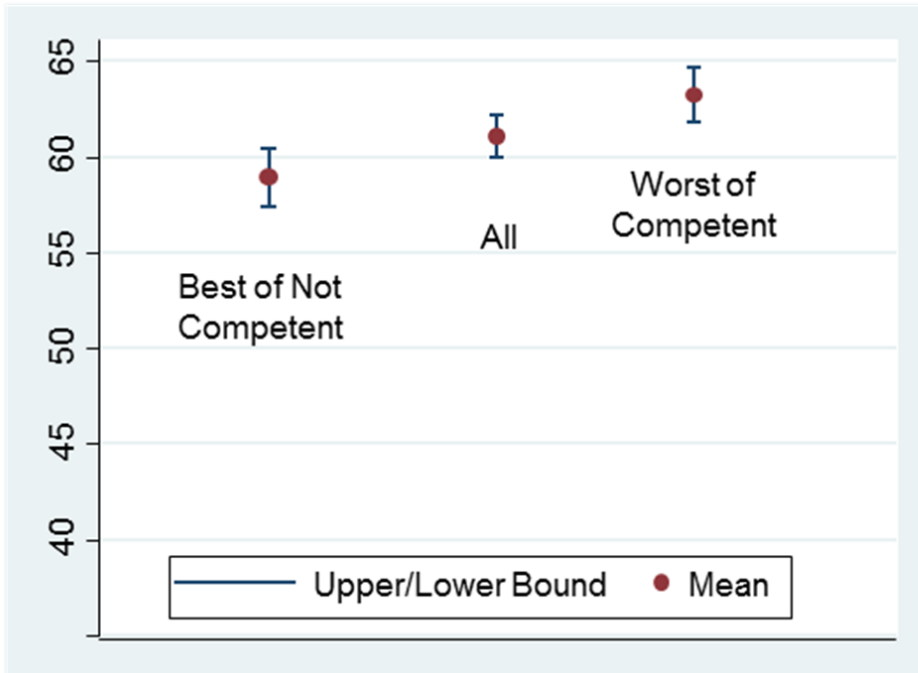 65
60
55
50
45
40
Best of Not
Competent
All
Worst of
Competent
Upper/Lower Bound
Mean